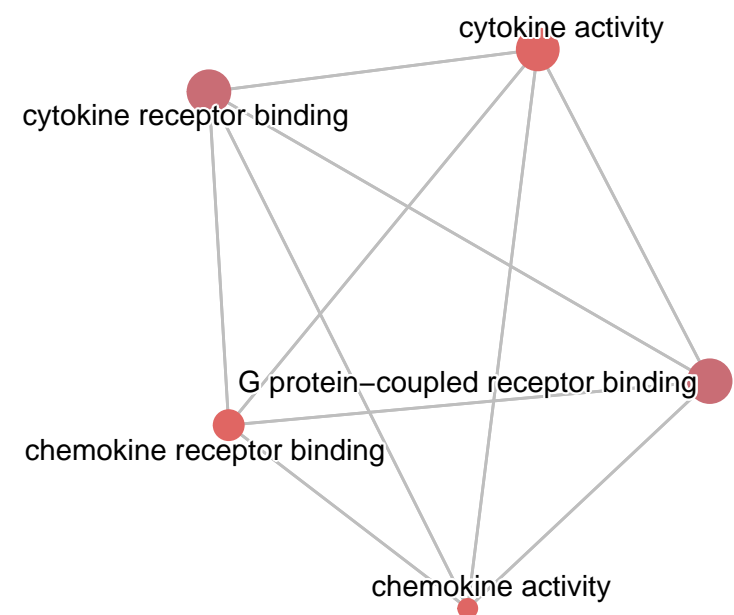 cytokine activity
cytokine receptor binding
G protein−coupled receptor binding
chemokine receptor binding
chemokine activity